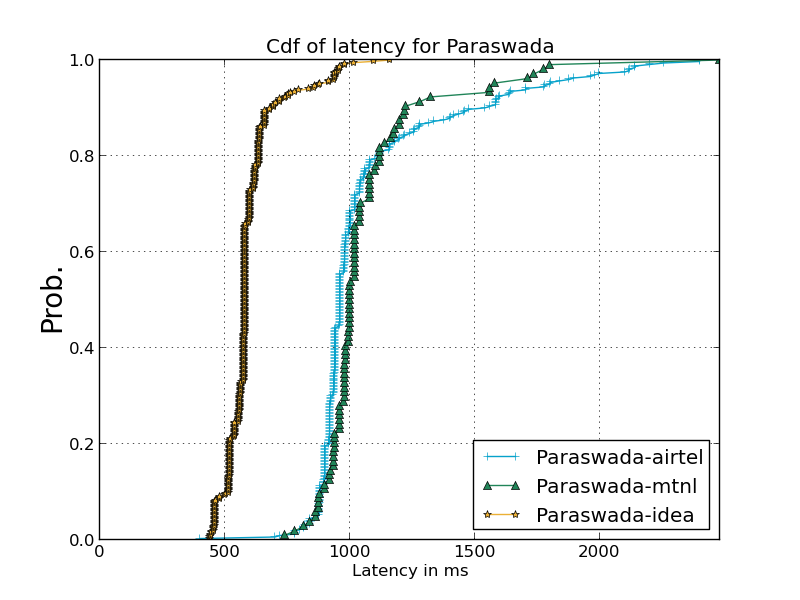 Cdf of latency for Paraswada
1.0
0.8
0.6
0.4
0.2
0.0
Prob.
0 500 1000 1500 2000
Latency in ms
Paraswada-airtel
Paraswada-mtnl
Paraswada-idea